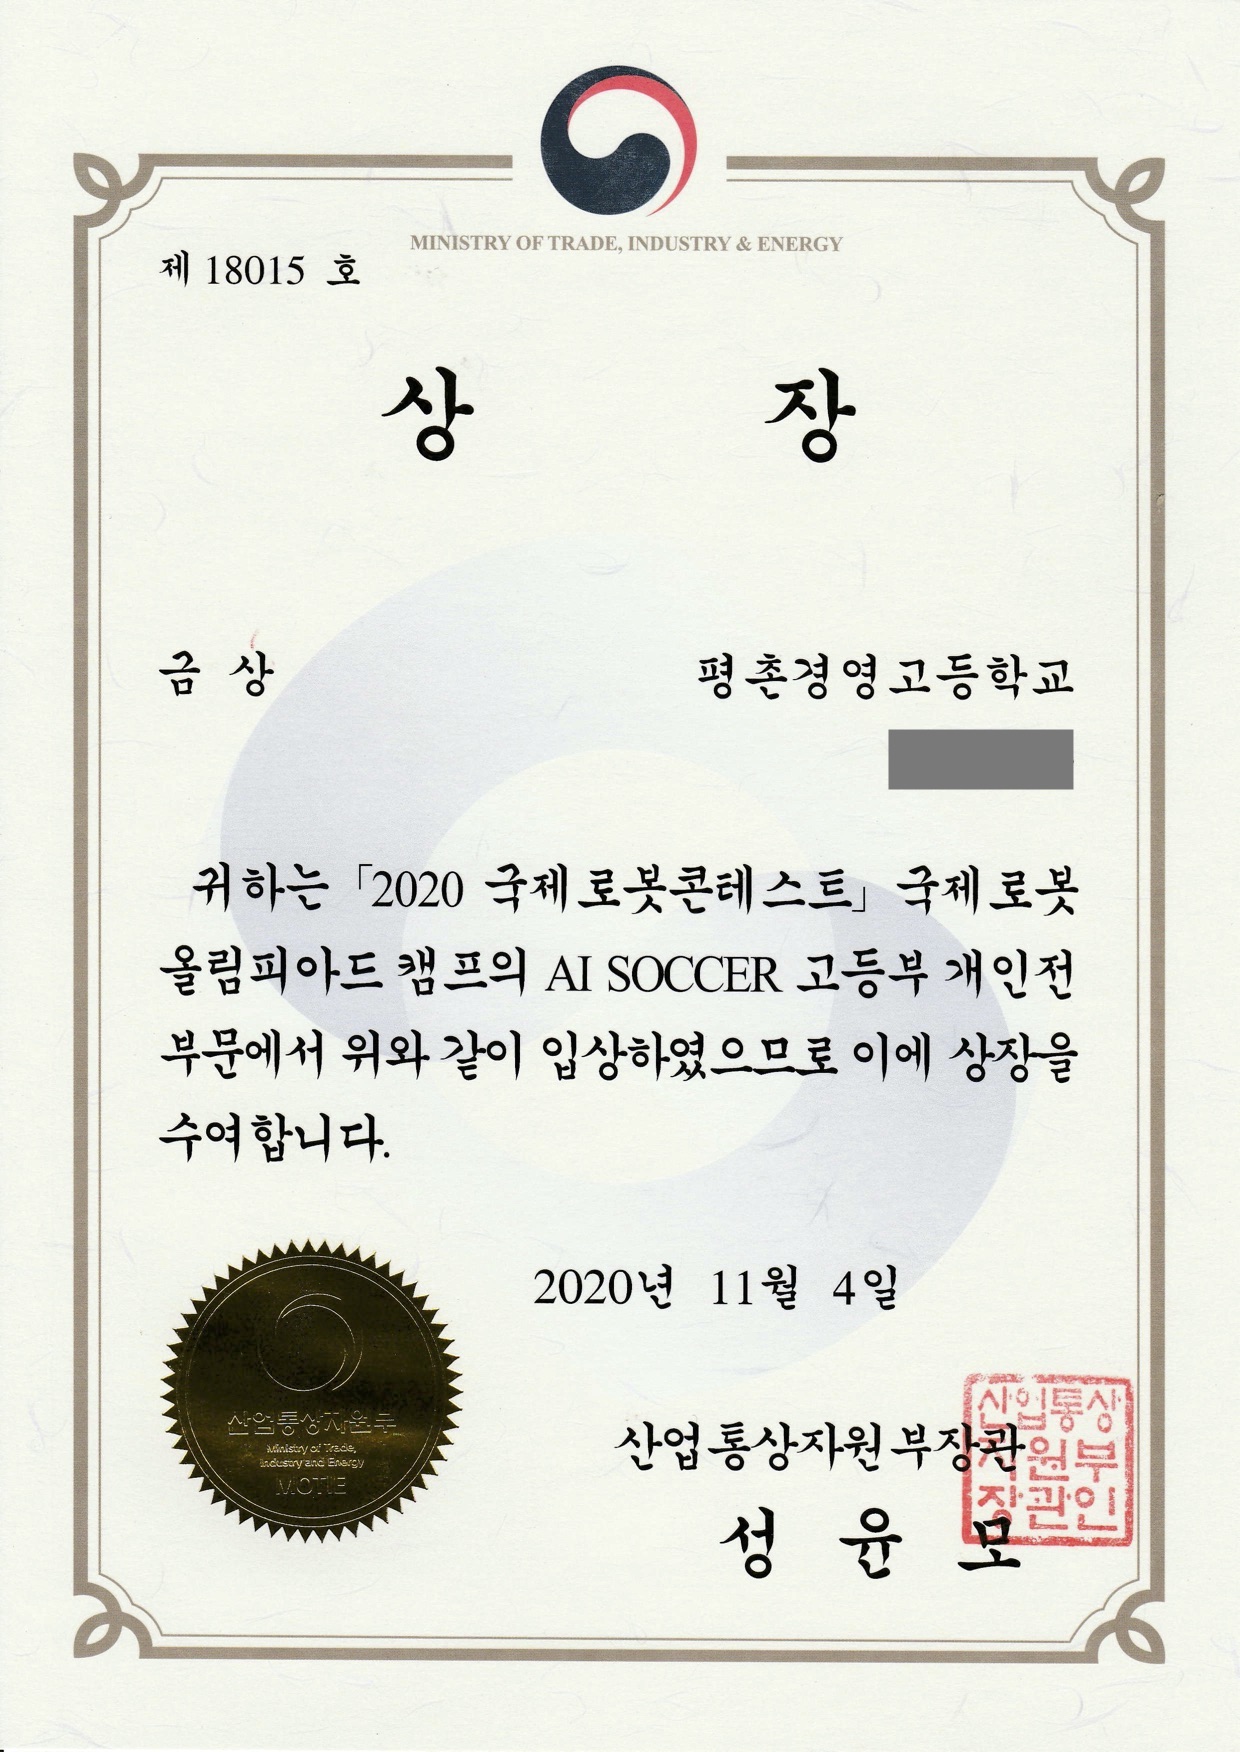 MINISTRY OF TRADE, INDUSTRY & ENERGY
제 18015 호
상 장
금 상
평촌경영고등학교
귀하는 「2020 국제로봇콘테스트」 국제로봇
올림피아드 캠프의 AI SOCCER 고등부 개인전
부문에서 위와 같이 입상하였으므로 이에 상장을
수여합니다.
2020년 11월 4일
산업통상자원부
Ministry of Trade,
Industry and Energy
MOTIE
산업통상자원부장관
성 윤 모
산업통상
자원부
장관인